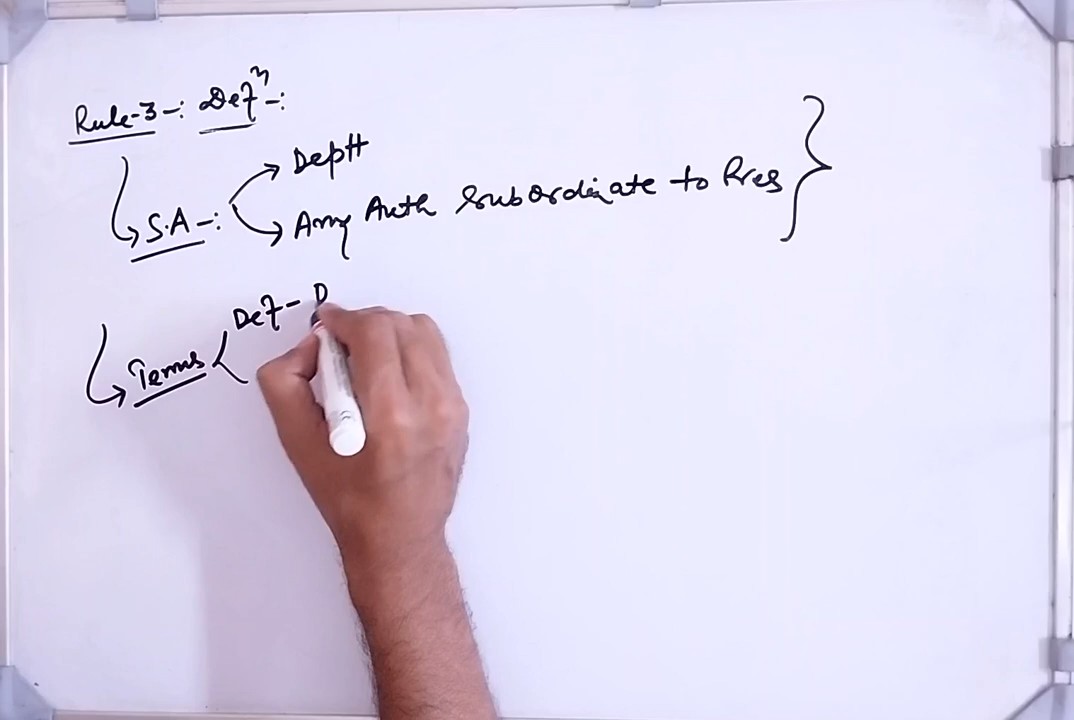 Rule-3-: Defⁿ-:
Deptt
S.A-: Any Auth Subordinate to Pres
Def- D
Terms